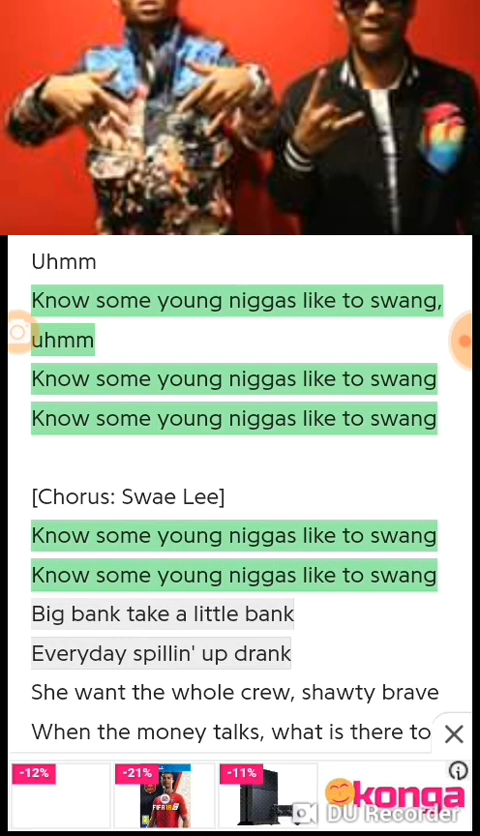 Uhmm
Know some young niggas like to swang,
uhmm
Know some young niggas like to swang
Know some young niggas like to swang
[Chorus: Swae Lee]
Know some young niggas like to swang
Know some young niggas like to swang
Big bank take a little bank
Everyday spillin' up drank
She want the whole crew, shawty brave
When the money talks, what is there to
-12%
-21%
-11%
FIFA 18
konga
DU Recorder